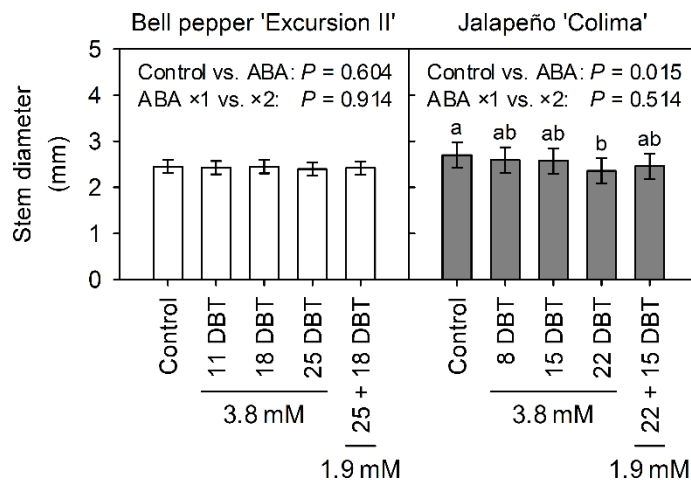 Bell pepper 'Excursion II'
Jalapeño 'Colima'
Stem diameter
(mm)
5
4
3
2
1
0
Control vs. ABA: P = 0.604
ABA ×1 vs. ×2: P = 0.914
Control vs. ABA: P = 0.015
ABA ×1 vs. ×2: P = 0.514
a
ab
ab
b
ab
Control
11 DBT
18 DBT
25 DBT
25 + 18 DBT
Control
8 DBT
15 DBT
22 DBT
22 + 15 DBT
3.8 mM
1.9 mM
3.8 mM
1.9 mM